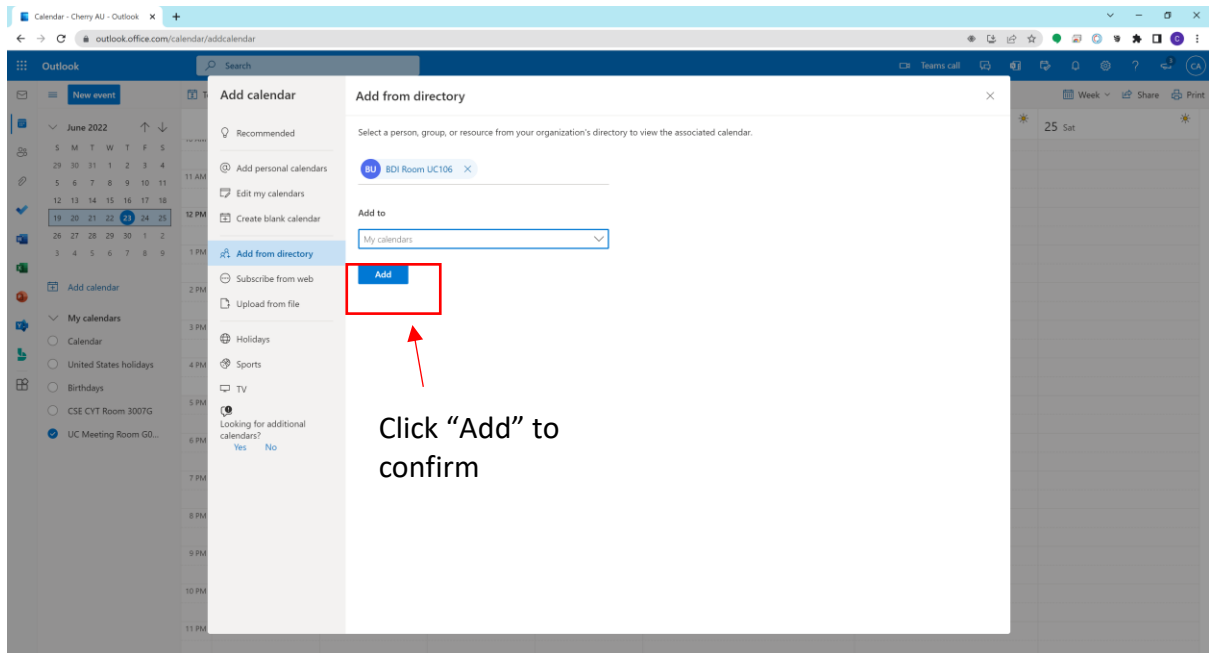 Calendar - Cherry AU - Outlook
outlook.office.com/calendar/addcalendar
Outlook
Search
Teams call
CA
New event
Week
Share
Print
June 2022
S M T W T F S
29 30 31 1 2 3 4
5 6 7 8 9 10 11
12 13 14 15 16 17 18
19 20 21 22 23 24 25
26 27 28 29 30 1 2
3 4 5 6 7 8 9
Add calendar
My calendars
Calendar
United States holidays
Birthdays
CSE CYT Room 3007G
UC Meeting Room G0...
11 AM
12 PM
1 PM
2 PM
3 PM
4 PM
5 PM
6 PM
7 PM
8 PM
9 PM
10 PM
11 PM
25 Sat
Add calendar
Recommended
Add personal calendars
Edit my calendars
Create blank calendar
Add from directory
Subscribe from web
Upload from file
Holidays
Sports
TV
Looking for additional
calendars?
Yes No
Add from directory
Select a person, group, or resource from your organization's directory to view the associated calendar.
BU BDI Room UC106
Add to
My calendars
Add
Click “Add” to
confirm